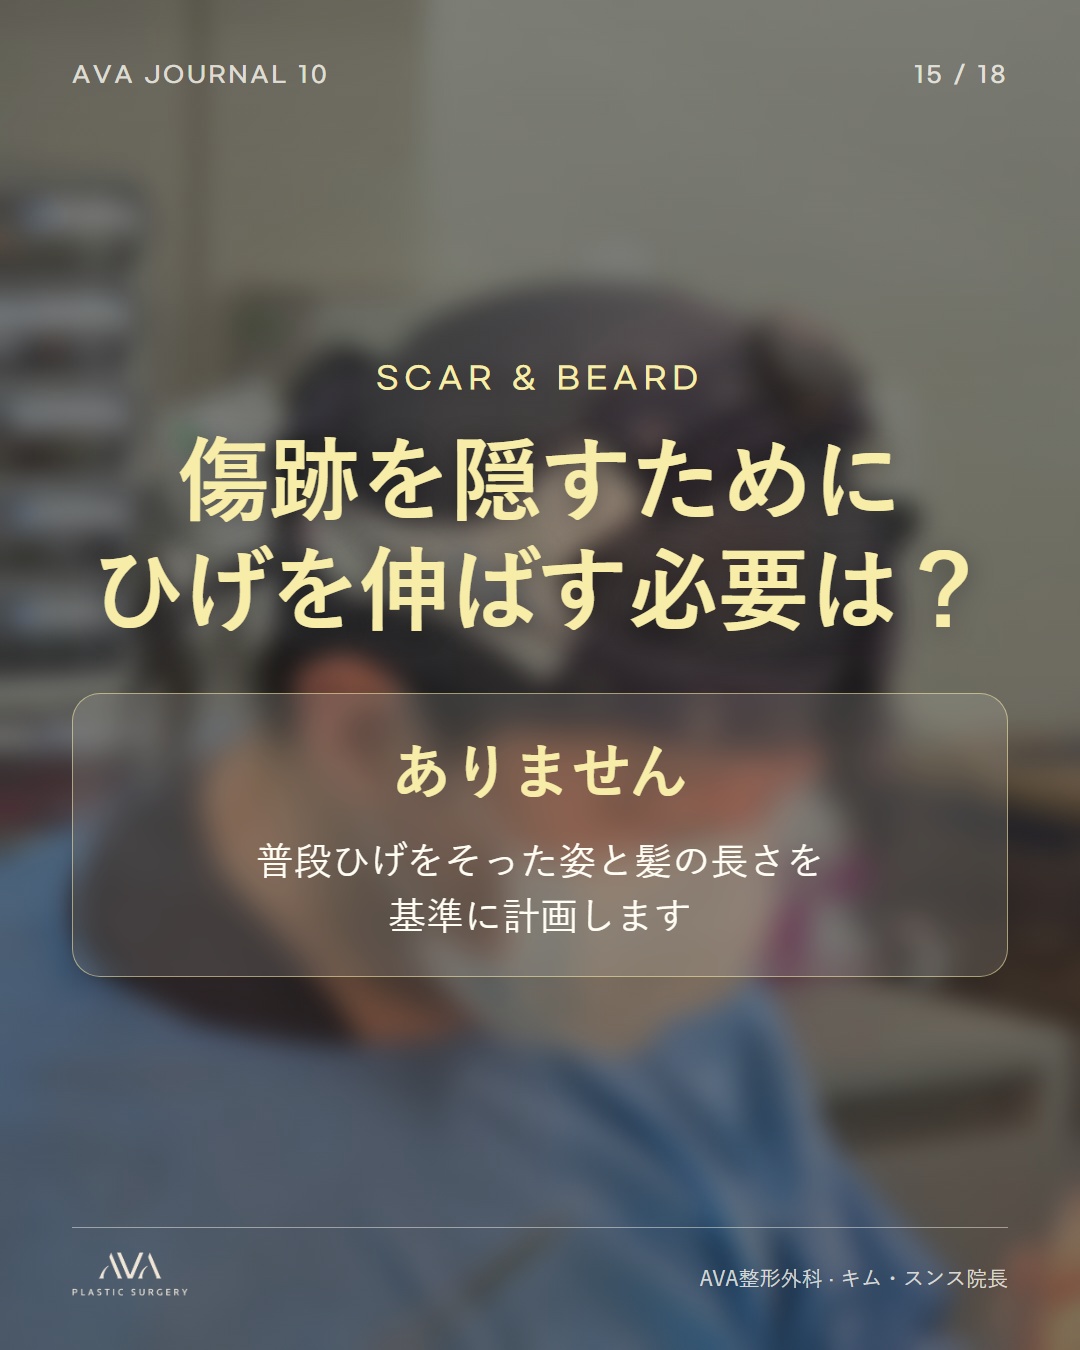 AVA JOURNAL 10
15 / 18
SCAR & BEARD
傷跡を隠すために
ひげを伸ばす必要は？
ありません
普段ひげをそった姿と髪の長さを
基準に計画します
AVA
PLASTIC SURGERY
AVA整形外科 · キム・スンス院長